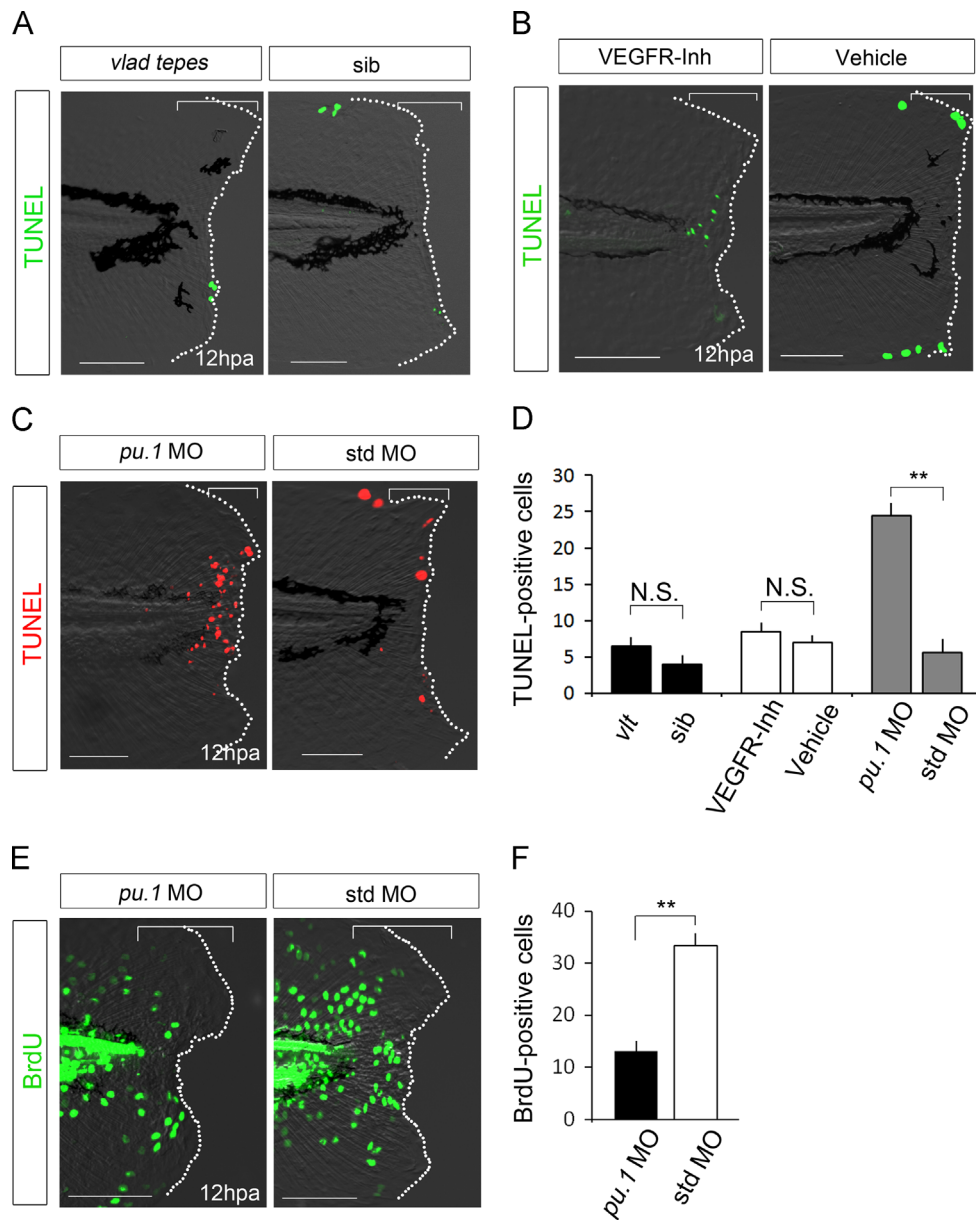 A
vlad tepes
sib
TUNEL
12hpa
B
VEGFR-Inh
Vehicle
TUNEL
12hpa
C
pu.1 MO
std MO
TUNEL
12hpa
D
TUNEL-positive cells
30
25
20
15
10
5
0
N.S.
N.S.
**
vlt
sib
VEGFR-Inh
Vehicle
pu.1 MO
std MO
E
pu.1 MO
std MO
BrdU
12hpa
F
BrdU-positive cells
40
30
20
10
0
**
pu.1 MO
std MO